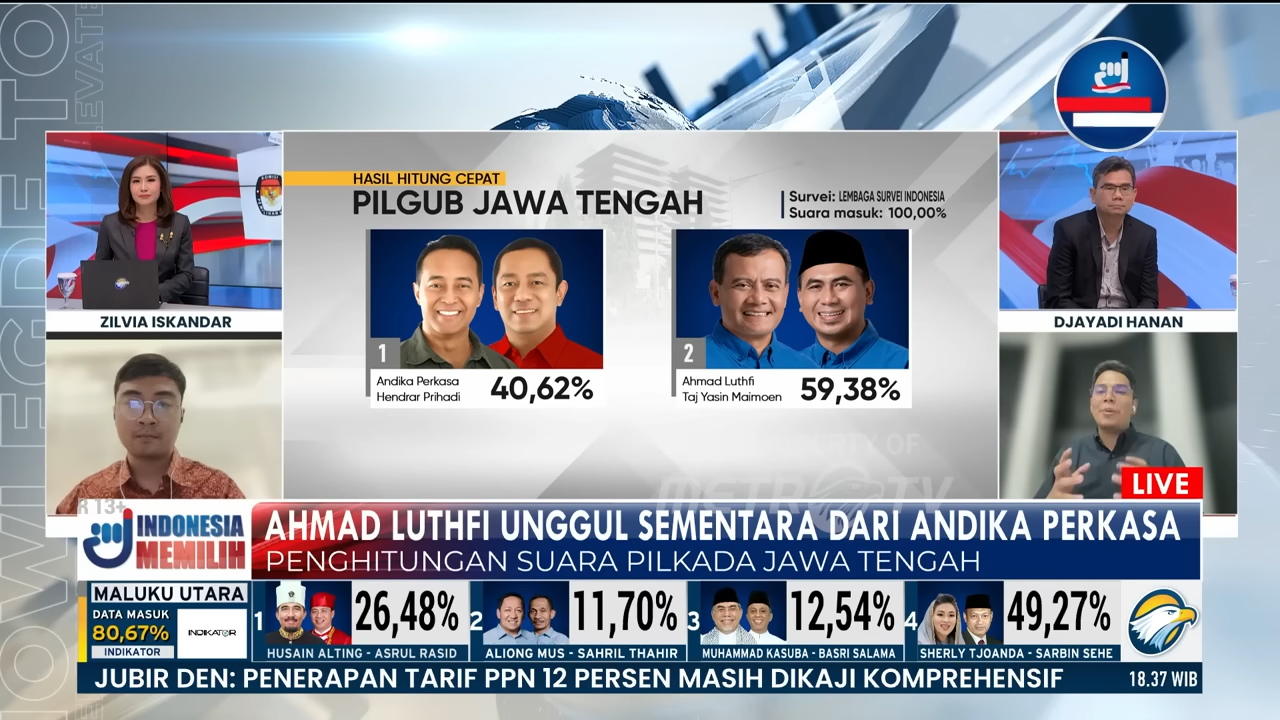 HASIL HITUNG CEPAT
PILGUB JAWA TENGAH
Survei: LEMBAGA SURVEI INDONESIA
Suara masuk: 100,00%
1
Andika Perkasa
Hendrar Prihadi
40,62%
2
Ahmad Luthfi
Taj Yasin Maimoen
59,38%
ZILVIA ISKANDAR
DJAYADI HANAN
METRO TV
R 13+
LIVE
INDONESIA
MEMILIH
AHMAD LUTHFI UNGGUL SEMENTARA DARI ANDIKA PERKASA
PENGHITUNGAN SUARA PILKADA JAWA TENGAH
MALUKU UTARA
DATA MASUK
80,67%
INDIKATOR
INDIKATOR
1
26,48%
HUSAIN ALTING - ASRUL RASID
2
11,70%
ALIONG MUS - SAHRIL THAHIR
3
12,54%
MUHAMMAD KASUBA - BASRI SALAMA
4
49,27%
SHERLY TJOANDA - SARBIN SEHE
JUBIR DEN: PENERAPAN TARIF PPN 12 PERSEN MASIH DIKAJI KOMPREHENSIF
18.37 WIB